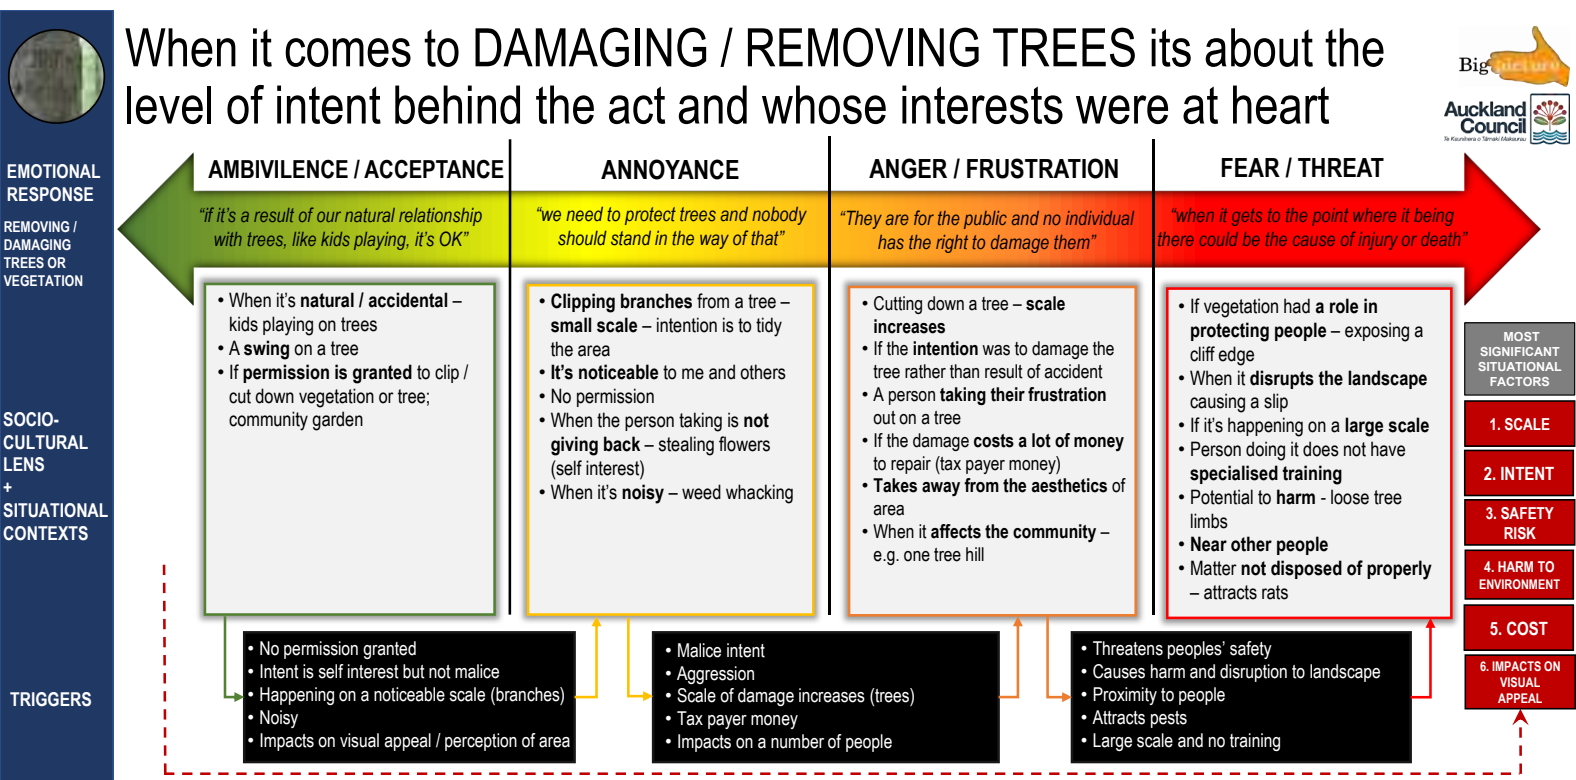 When it comes to DAMAGING / REMOVING TREES its about the
level of intent behind the act and whose interests were at heart
Big picture
Auckland
Council
Te Kaunihera o Tāmaki Makaurau
EMOTIONAL
RESPONSE
REMOVING /
DAMAGING
TREES OR
VEGETATION
AMBIVILENCE / ACCEPTANCE
ANNOYANCE
ANGER / FRUSTRATION
FEAR / THREAT
“if it’s a result of our natural relationship
with trees, like kids playing, it’s OK”
“we need to protect trees and nobody
should stand in the way of that”
“They are for the public and no individual
has the right to damage them”
“when it gets to the point where it being
there could be the cause of injury or death”
SOCIO-
CULTURAL
LENS
+
SITUATIONAL
CONTEXTS
• When it’s natural / accidental –
kids playing on trees
• A swing on a tree
• If permission is granted to clip /
cut down vegetation or tree;
community garden
• Clipping branches from a tree –
small scale – intention is to tidy
the area
• It’s noticeable to me and others
• No permission
• When the person taking is not
giving back – stealing flowers
(self interest)
• When it’s noisy – weed whacking
• Cutting down a tree – scale
increases
• If the intention was to damage the
tree rather than result of accident
• A person taking their frustration
out on a tree
• If the damage costs a lot of money
to repair (tax payer money)
• Takes away from the aesthetics of
area
• When it affects the community –
e.g. one tree hill
• If vegetation had a role in
protecting people – exposing a
cliff edge
• When it disrupts the landscape
causing a slip
• If it’s happening on a large scale
• Person doing it does not have
specialised training
• Potential to harm - loose tree
limbs
• Near other people
• Matter not disposed of properly
– attracts rats
MOST
SIGNIFICANT
SITUATIONAL
FACTORS
1. SCALE
2. INTENT
3. SAFETY
RISK
4. HARM TO
ENVIRONMENT
5. COST
6. IMPACTS ON
VISUAL
APPEAL
TRIGGERS
• No permission granted
• Intent is self interest but not malice
• Happening on a noticeable scale (branches)
• Noisy
• Impacts on visual appeal / perception of area
• Malice intent
• Aggression
• Scale of damage increases (trees)
• Tax payer money
• Impacts on a number of people
• Threatens peoples’ safety
• Causes harm and disruption to landscape
• Proximity to people
• Attracts pests
• Large scale and no training